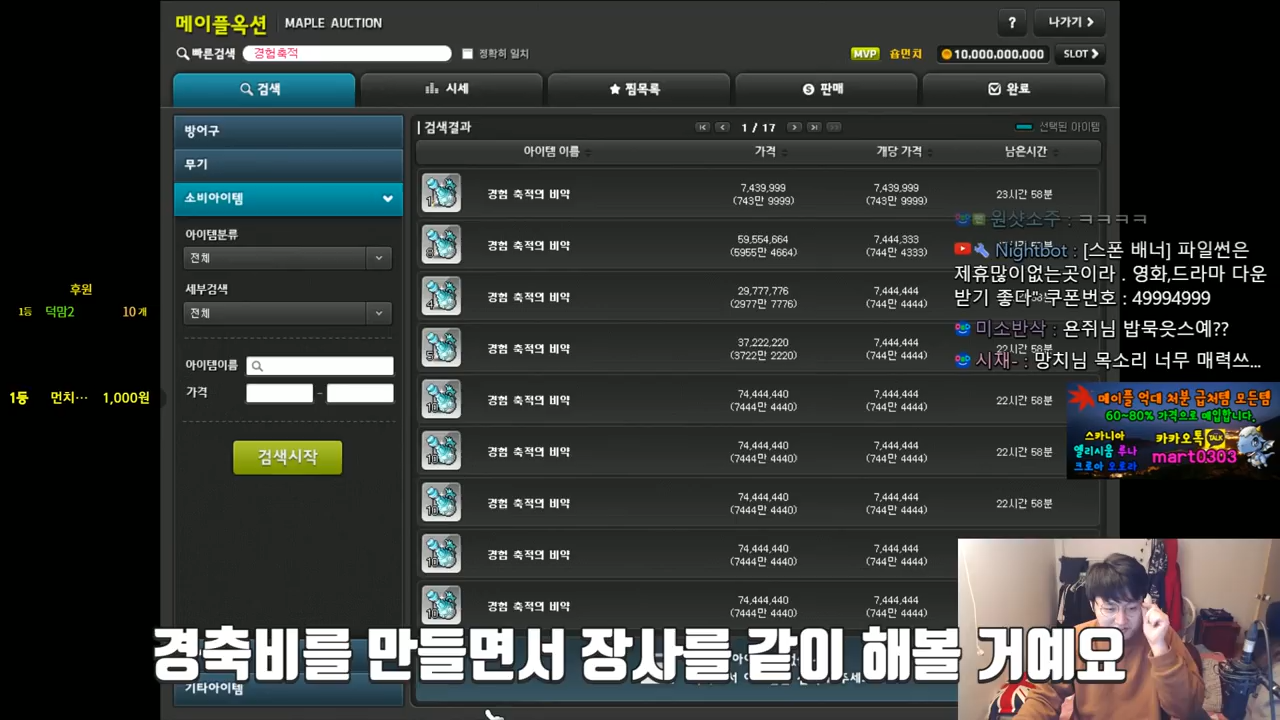 메이플옥션 MAPLE AUCTION
? 나가기
빠른검색 경험축적 정확히 일치
MVP 흡먼치 10,000,000,000 SLOT
검색 시세 찜목록 판매 완료
방어구
무기
소비아이템
아이템분류
전체
세부검색
전체
아이템이름
가격 -
검색시작
기타아이템
검색결과 1 / 17 선택된 아이템
아이템 이름 가격 개당 가격 남은시간
1 경험 축적의 비약 7,439,999 7,439,999 23시간 58분
(743만 9999) (743만 9999)
8 경험 축적의 비약 59,554,664 7,444,333
(5955만 4664) (744만 4333)
4 경험 축적의 비약 29,777,776 7,444,444
(2977만 7776) (744만 4444)
5 경험 축적의 비약 37,222,220 7,444,444
(3722만 2220) (744만 4444)
10 경험 축적의 비약 74,444,440 7,444,444 22시간 58분
(7444만 4440) (744만 4444)
10 경험 축적의 비약 74,444,440 7,444,444 22시간 58분
(7444만 4440) (744만 4444)
10 경험 축적의 비약 74,444,440 7,444,444 22시간 58분
(7444만 4440) (744만 4444)
10 경험 축적의 비약 74,444,440 7,444,444
(7444만 4440) (744만 4444)
10 경험 축적의 비약 74,444,440 7,444,444
(7444만 4440) (744만 4444)
후원
1등 덕맘2 10개
1등 먼치… 1,000원
원샷소주 : ㅋㅋㅋㅋ
Nightbot : [스폰 배너] 파일썬은
제휴많이없는곳이라 . 영화,드라마 다운
받기 좋다. 쿠폰번호 : 49994999
미소반삭 : 욘쥐님 밥묵읏스예??
시재- : 망치님 목소리 너무 매력쓰...
메이플 억대 처분 급처템 모든템
60~80% 가격으로 매입합니다.
스카니아 카카오톡 TALK
엘리시움 루나 mart0303
크로아 오로라
경축비를 만들면서 장사를 같이 해볼 거예요